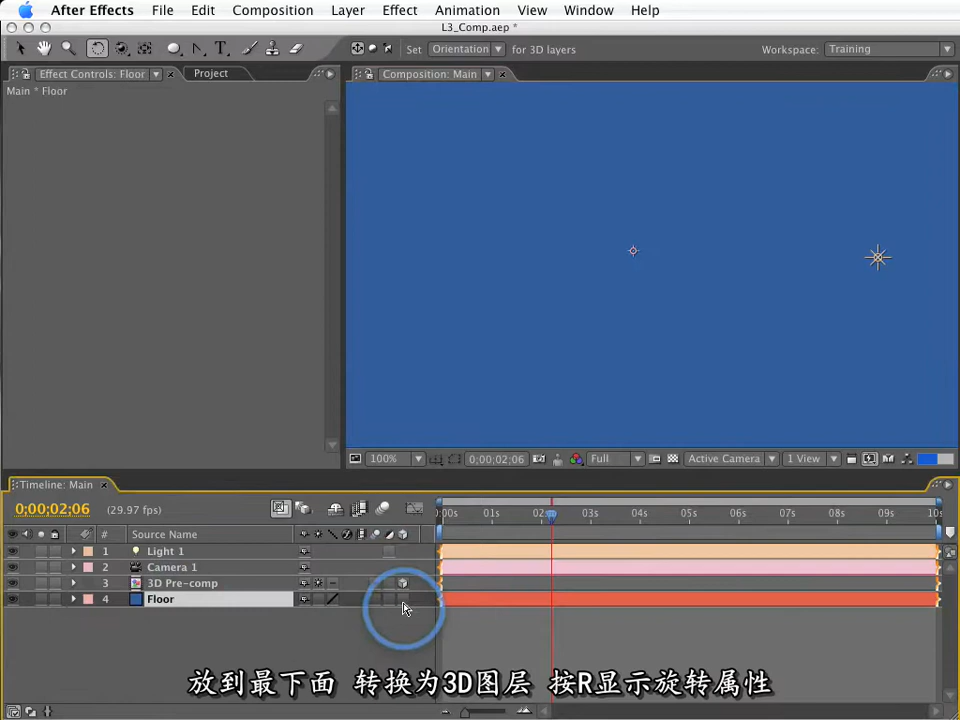 After Effects File Edit Composition Layer Effect Animation View Window Help
L3_Comp.aep *
Set Orientation for 3D layers Workspace: Training
Effect Controls: Floor Project Composition: Main
Main * Floor
100% 0;00;02;06 Full Active Camera 1 View
Timeline: Main
0;00;02;06 (29.97 fps) :00s 01s 02s 03s 04s 05s 06s 07s 08s 09s 10s
# Source Name
1 Light 1
2 Camera 1
3 3D Pre-comp
4 Floor
放到最下面 转换为3D图层 按R显示旋转属性